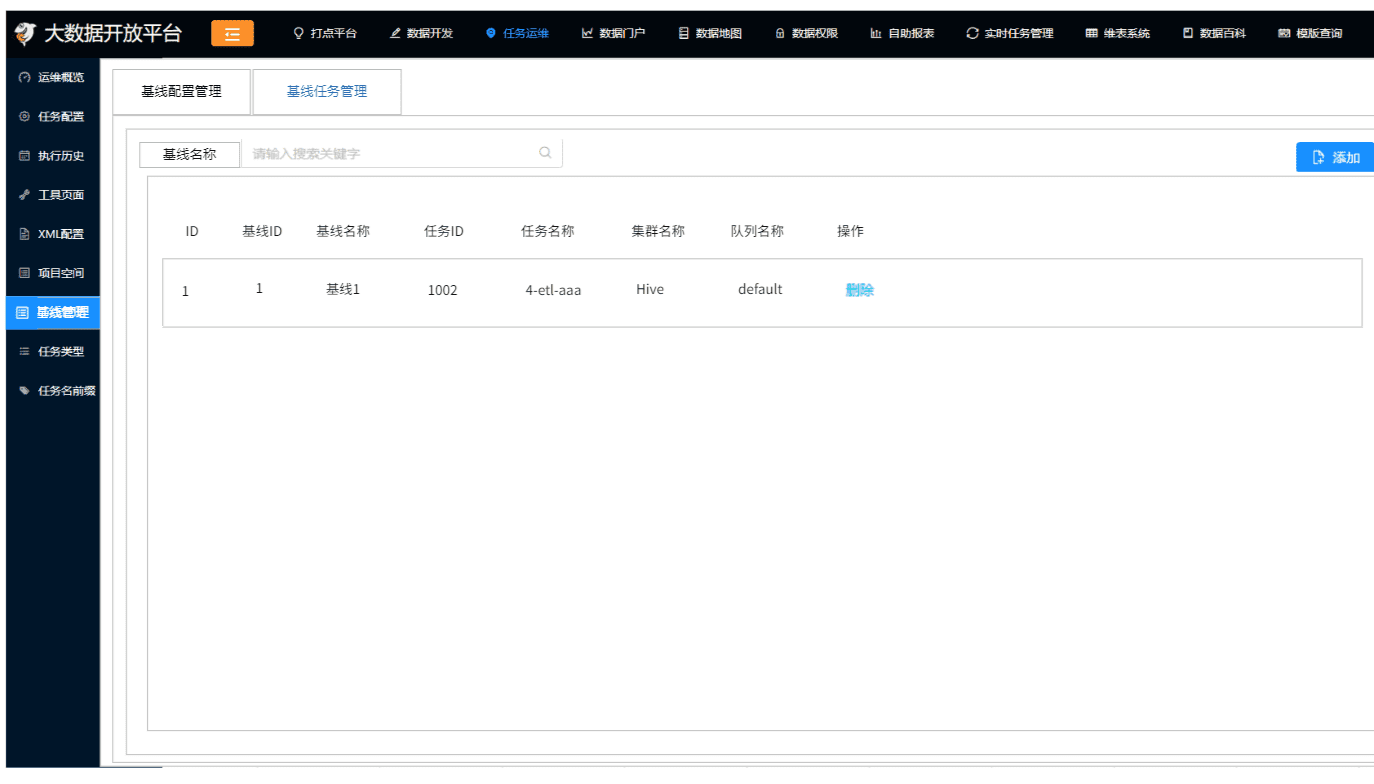 大数据开放平台 打点平台 数据开发 任务运维 数据门户 数据地图 数据权限 自助报表 实时任务管理 维表系统 数据百科 模版查询
运维概览
任务配置
执行历史
工具页面
XML配置
项目空间
基线管理
任务类型
任务名前缀
基线配置管理 基线任务管理
基线名称 请输入搜索关键字 添加
ID 基线ID 基线名称 任务ID 任务名称 集群名称 队列名称 操作
1 1 基线1 1002 4-etl-aaa Hive default 删除